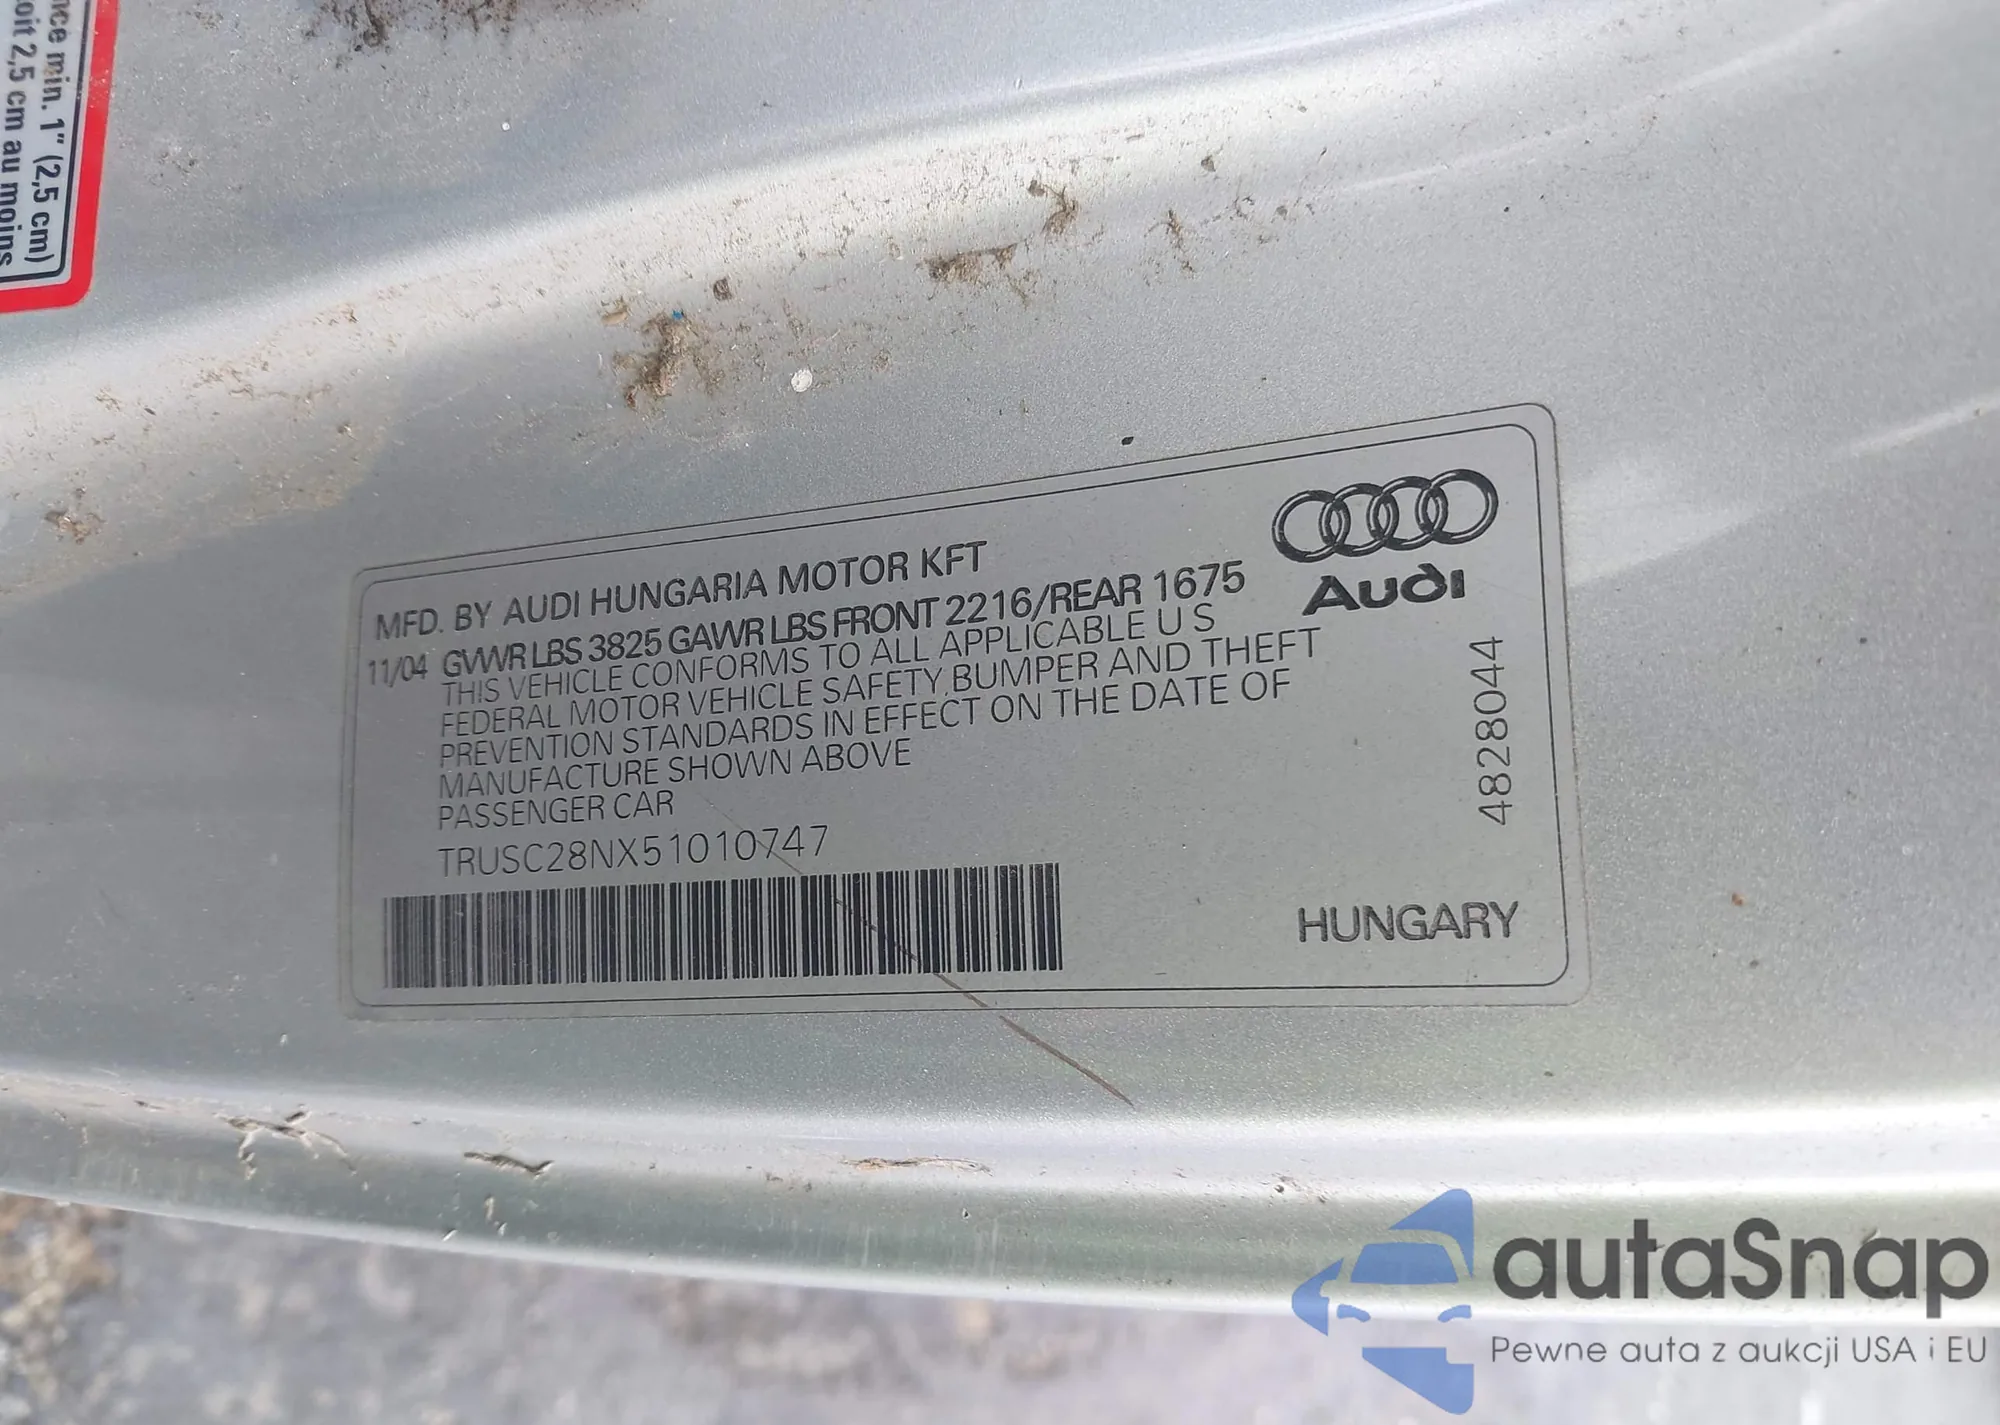 nce min. 1" (2,5 cm)
oit 2,5 cm au moins
MFD. BY AUDI HUNGARIA MOTOR KFT
11/04 GVWR LBS 3825 GAWR LBS FRONT 2216/REAR 1675
THIS VEHICLE CONFORMS TO ALL APPLICABLE U S
FEDERAL MOTOR VEHICLE SAFETY, BUMPER AND THEFT
PREVENTION STANDARDS IN EFFECT ON THE DATE OF
MANUFACTURE SHOWN ABOVE
PASSENGER CAR
TRUSC28NX51010747
Audi
4828044
HUNGARY
autaSnap
Pewne auta z aukcji USA i EU